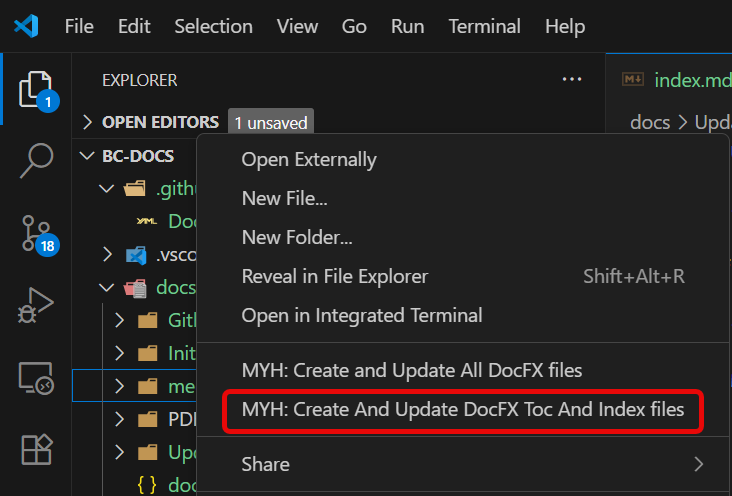 File Edit Selection View Go Run Terminal Help
EXPLORER
index.md
OPEN EDITORS 1 unsaved
docs > Upda
BC-DOCS
.githu
Doc
.vsco
docs
Gith
Init
me
PDF
Upd
{ } doc
1
18
Open Externally
New File...
New Folder...
Reveal in File Explorer Shift+Alt+R
Open in Integrated Terminal
MYH: Create and Update All DocFX files
MYH: Create And Update DocFX Toc And Index files
Share